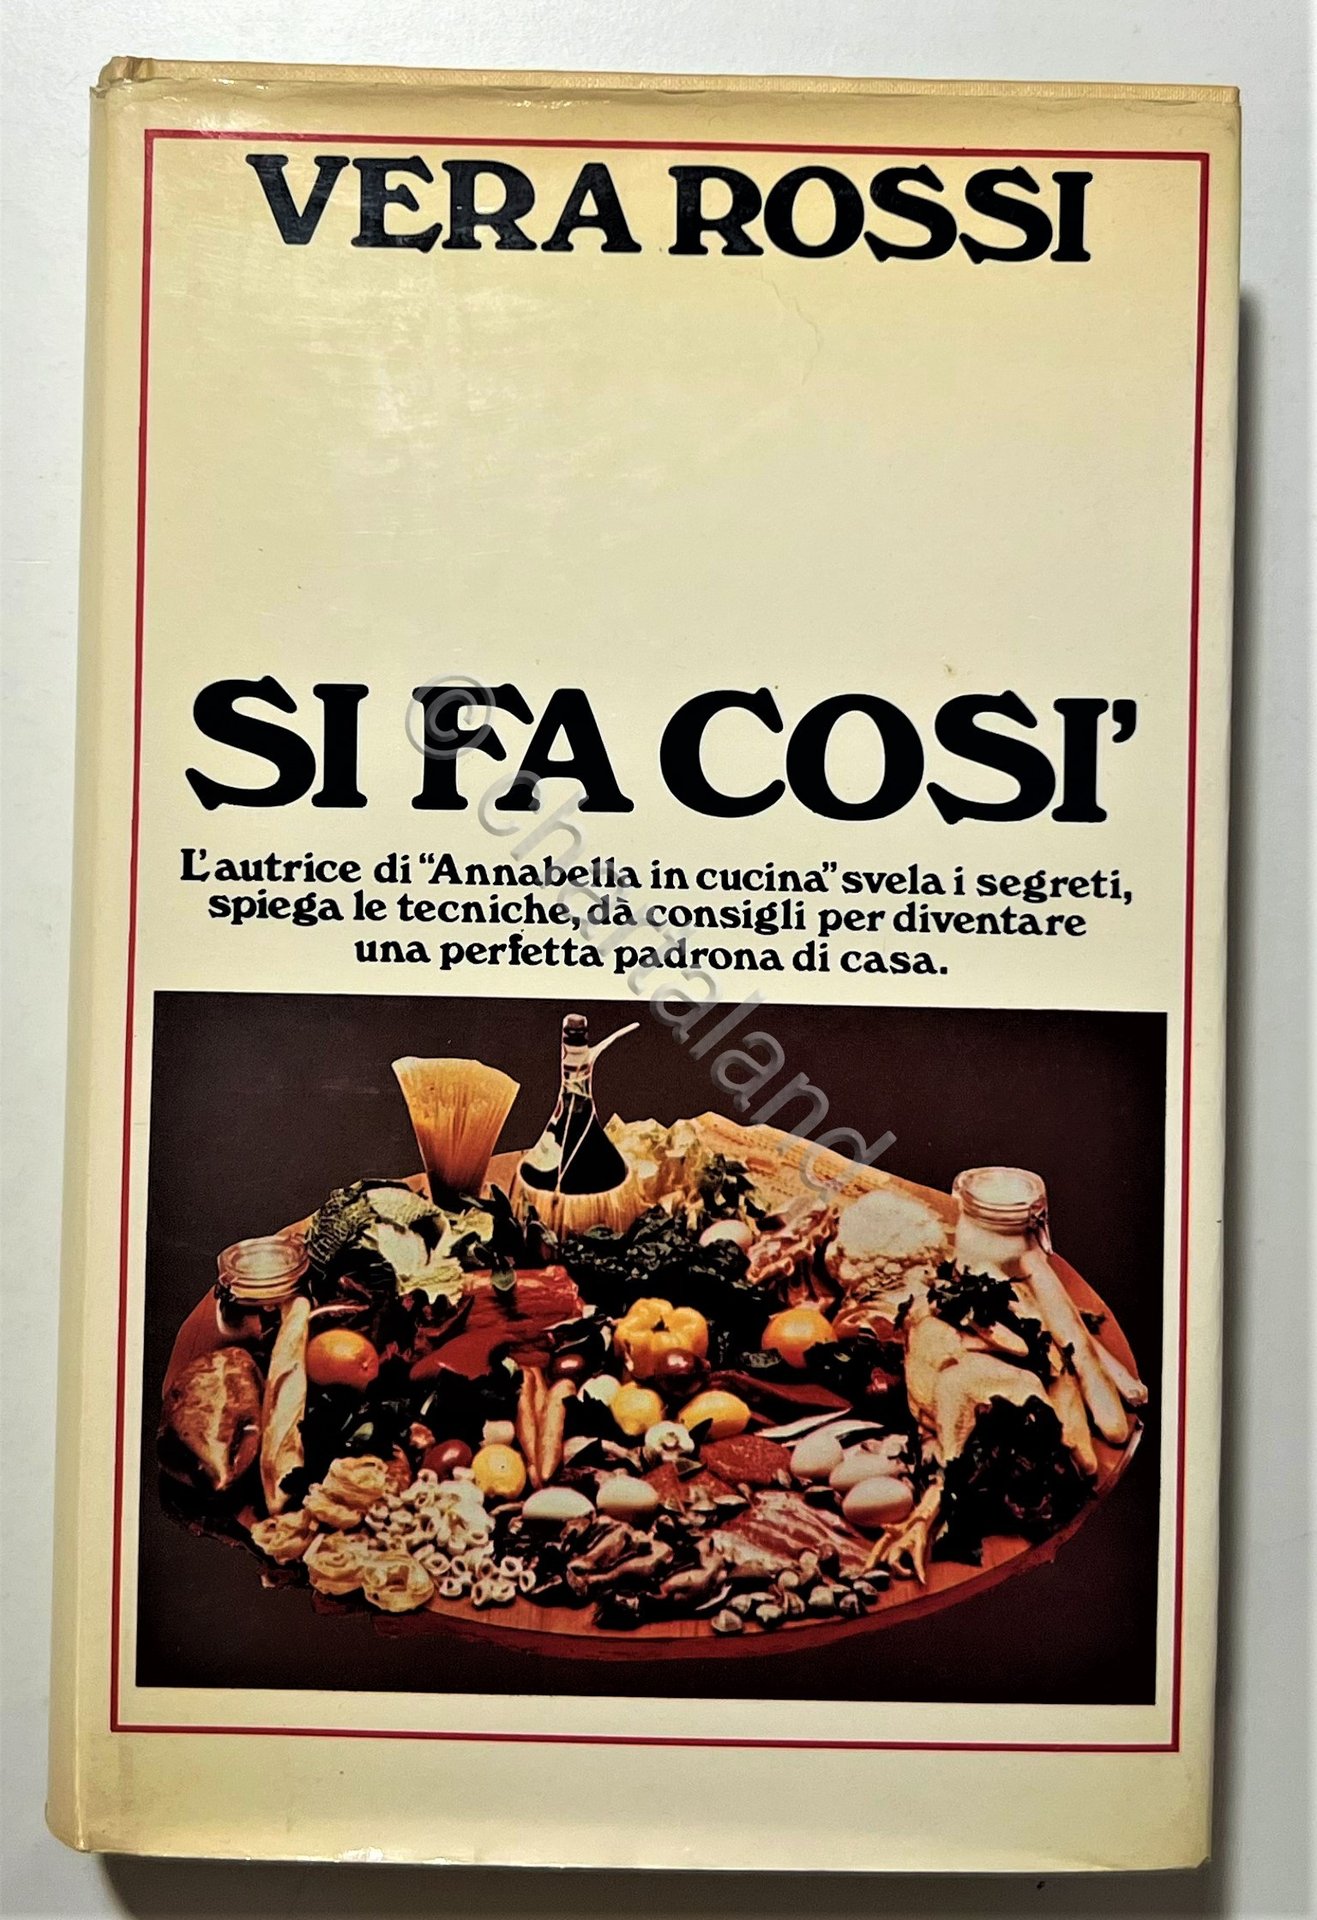 VERA ROSSI
SI FA COSI'
L'autrice di "Annabella in cucina" svela i segreti,
spiega le tecniche, dà consigli per diventare
una perfetta padrona di casa.
© chartaland